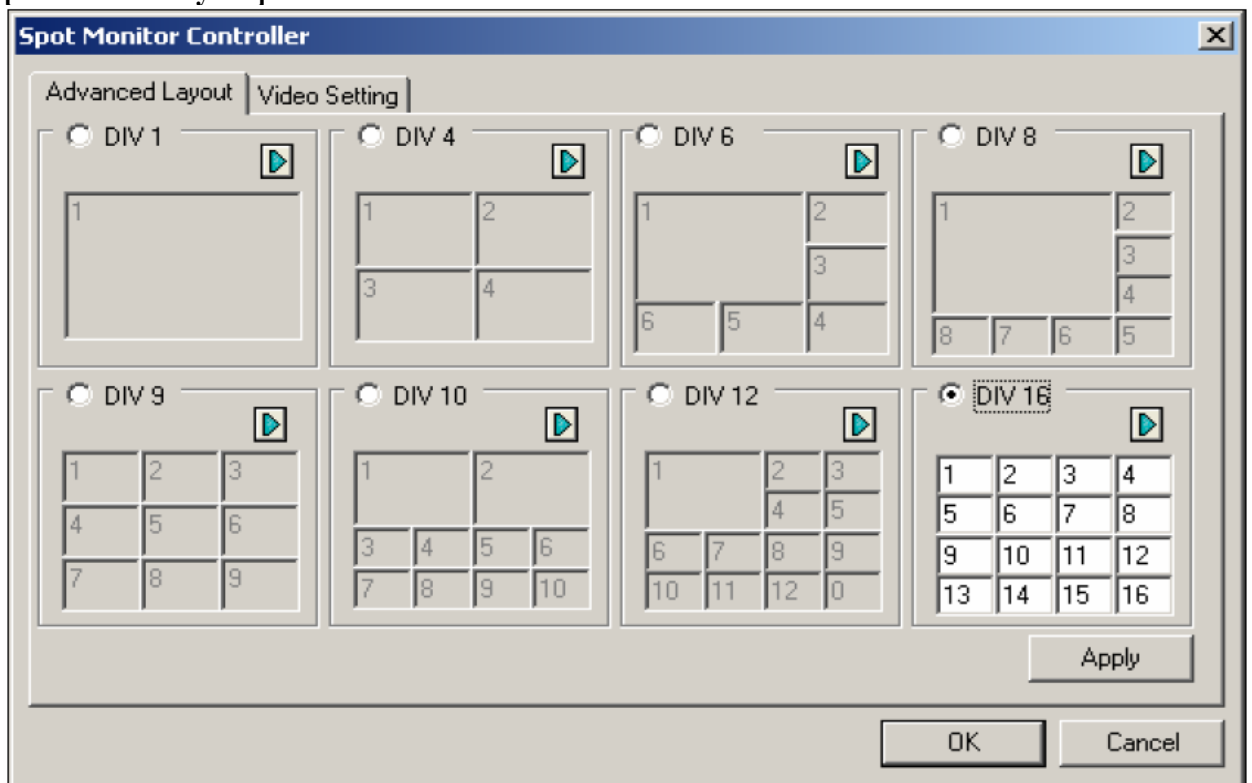 Spot Monitor Controller
Advanced Layout Video Setting
DIV 1 DIV 4 DIV 6 DIV 8
1
1 2
3 4
1 2
3
6 5 4
1 2
3
4
8 7 6 5
DIV 9 DIV 10 DIV 12 DIV 16
1 2 3
4 5 6
7 8 9
1 2
3 4 5 6
7 8 9 10
1 2 3
4 5
6 7 8 9
10 11 12 0
1 2 3 4
5 6 7 8
9 10 11 12
13 14 15 16
Apply
OK Cancel